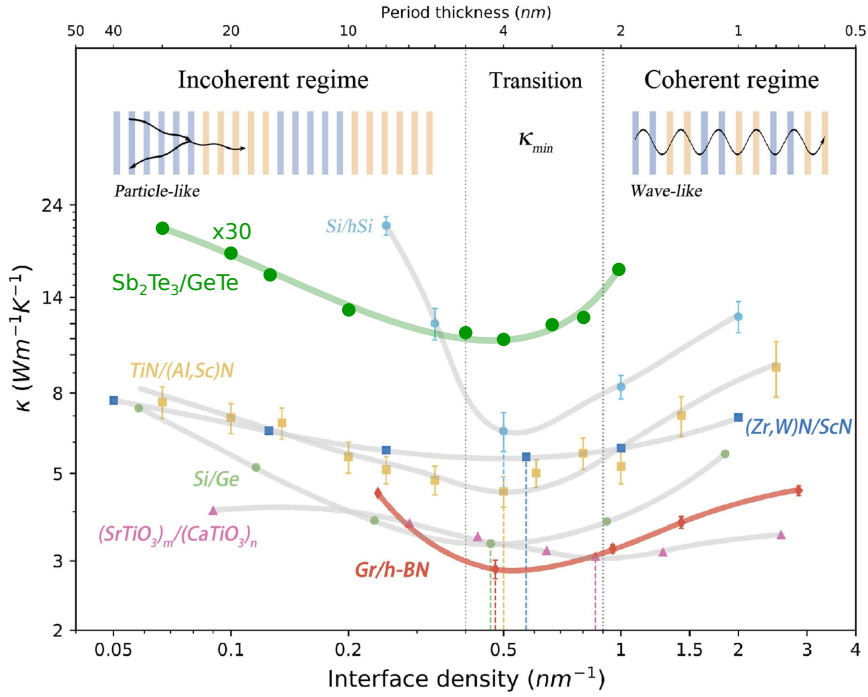 Period thickness (nm)
50 40 20 10 4 2 1 0.5
Incoherent regime Transition Coherent regime
κmin
Particle-like Wave-like
24
14
8
5
3
2
κ (Wm⁻¹K⁻¹)
Si/hSi
x30
Sb₂Te₃/GeTe
TiN/(Al,Sc)N
(Zr,W)N/ScN
Si/Ge
(SrTiO₃)ₘ/(CaTiO₃)ₙ
Gr/h-BN
0.05 0.1 0.2 0.5 1 1.5 2 3 4
Interface density (nm⁻¹)